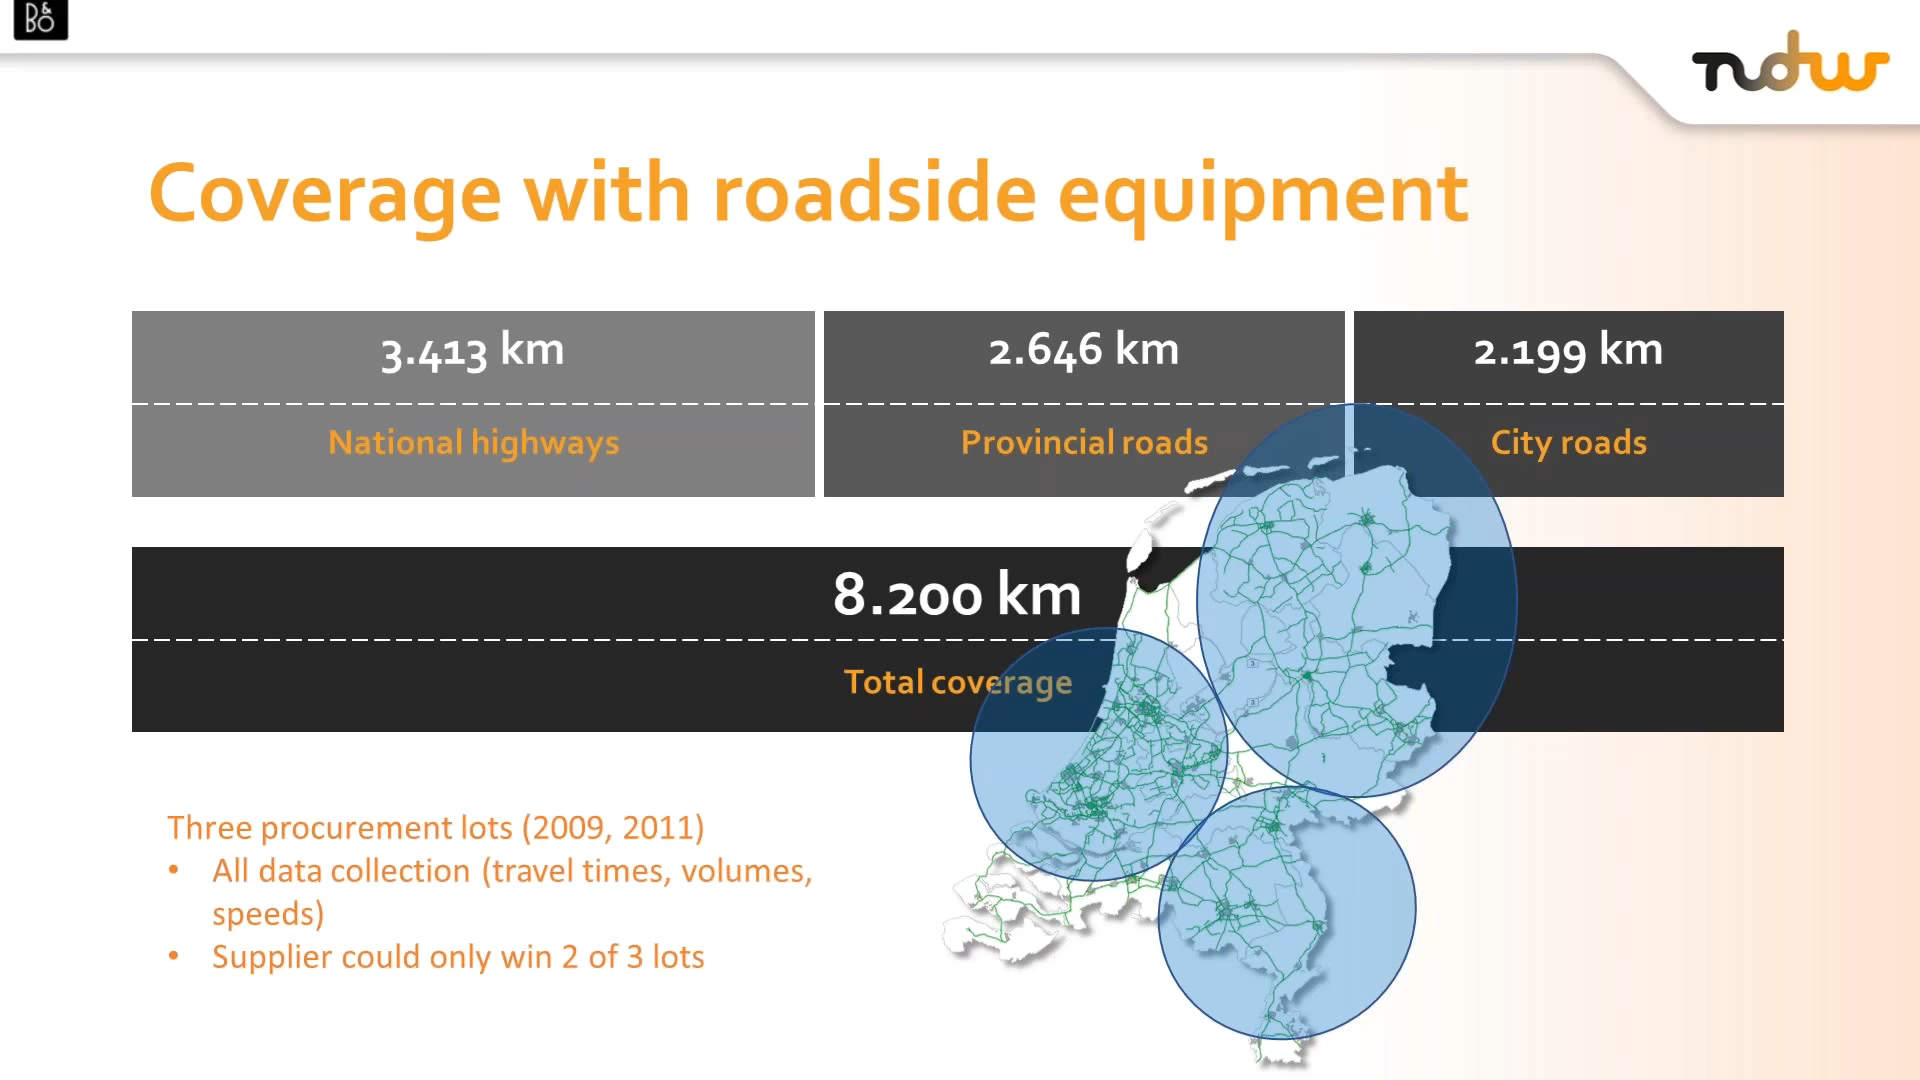 B&O
ndw
Coverage with roadside equipment
3.413 km
2.646 km
2.199 km
National highways
Provincial roads
City roads
8.200 km
Total coverage
Three procurement lots (2009, 2011)
• All data collection (travel times, volumes,
speeds)
• Supplier could only win 2 of 3 lots
3
3